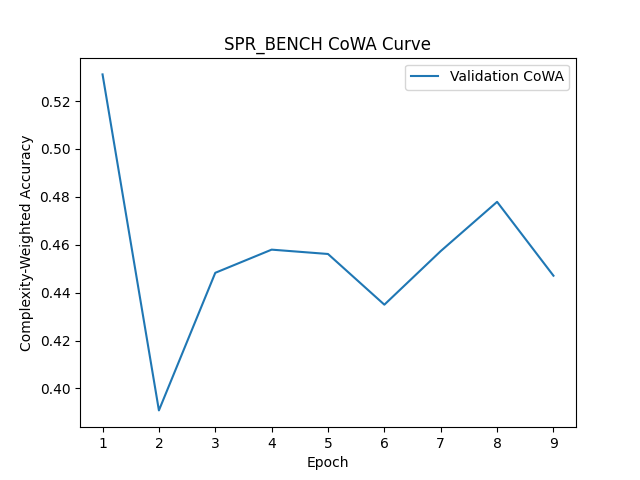 SPR_BENCH CoWA Curve
Validation CoWA
Complexity-Weighted Accuracy
0.52
0.50
0.48
0.46
0.44
0.42
0.40
1 2 3 4 5 6 7 8 9
Epoch